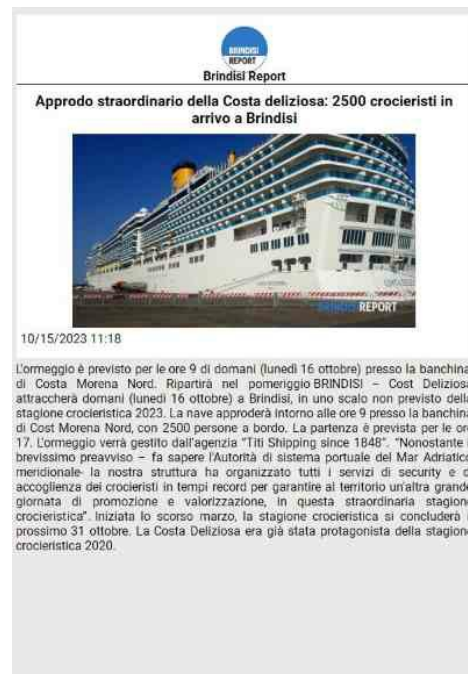 BRINDISI
REPORT
Brindisi Report
Approdo straordinario della Costa deliziosa: 2500 crocieristi in
arrivo a Brindisi
BRINDISI REPORT
10/15/2023 11:18
L'ormeggio è previsto per le ore 9 di domani (lunedì 16 ottobre) presso la banchina
di Costa Morena Nord. Ripartirà nel pomeriggio BRINDISI – Cost Deliziosa
attraccherà domani (lunedì 16 ottobre) a Brindisi, in uno scalo non previsto della
stagione crocieristica 2023. La nave approderà intorno alle ore 9 presso la banchina
di Cost Morena Nord, con 2500 persone a bordo. La partenza è prevista per le ore
17. L'ormeggio verrà gestito dall'agenzia "Titi Shipping since 1848". "Nonostante i
brevissimo preavviso – fa sapere l'Autorità di sistema portuale del Mar Adriatico
meridionale- la nostra struttura ha organizzato tutti i servizi di security e d
accoglienza dei crocieristi in tempi record per garantire al territorio un'altra grande
giornata di promozione e valorizzazione, in questa straordinaria stagione
crocieristica". Iniziata lo scorso marzo, la stagione crocieristica si concluderà i
prossimo 31 ottobre. La Costa Deliziosa era già stata protagonista della stagione
crocieristica 2020.